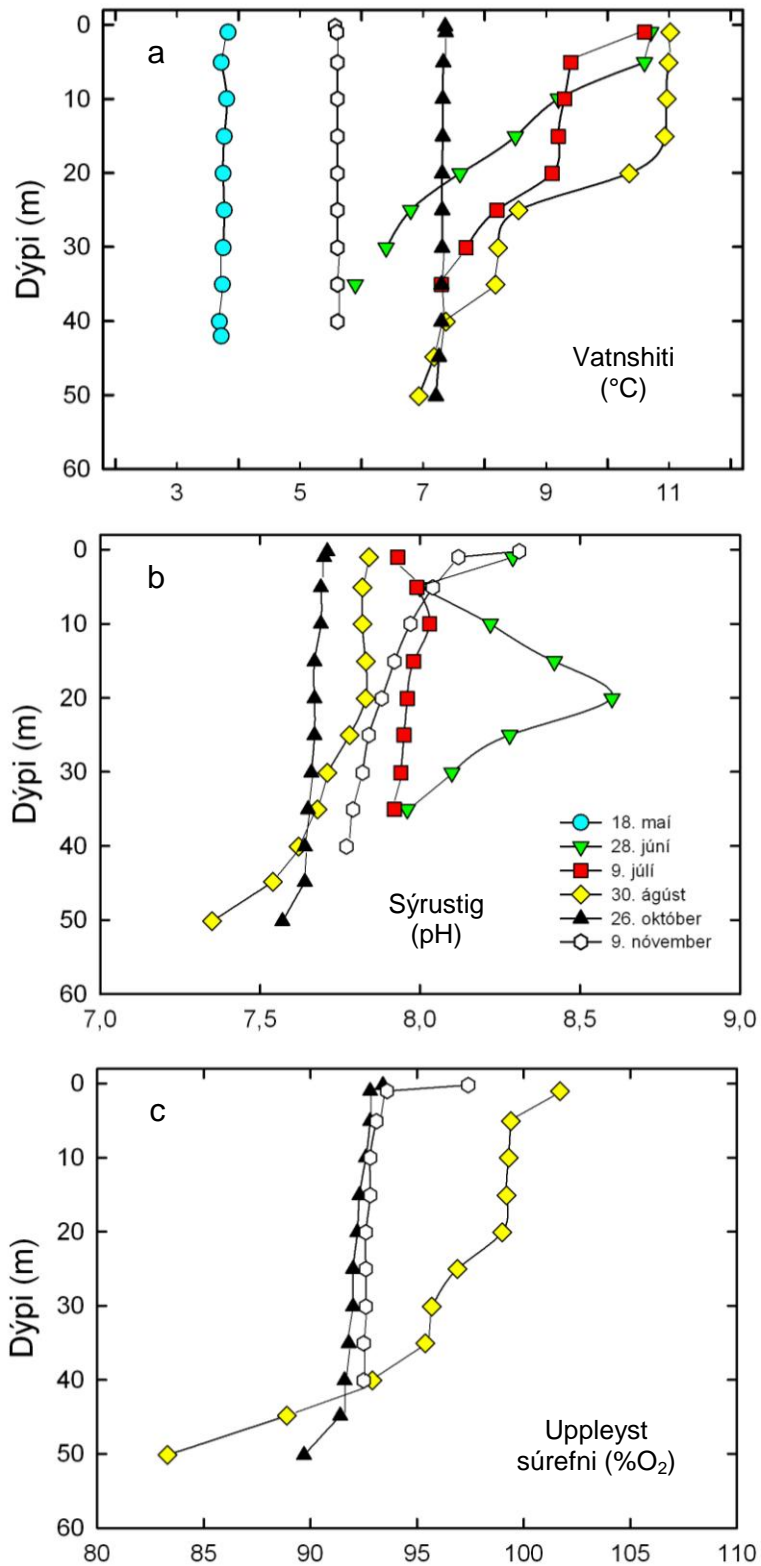 a
Dýpi (m)
0
10
20
30
40
50
60
Vatnshiti
(°C)
3 5 7 9 11
b
Dýpi (m)
0
10
20
30
40
50
60
18. maí
28. júní
9. júlí
30. ágúst
26. október
9. nóvember
Sýrustig
(pH)
7,0 7,5 8,0 8,5 9,0
c
Dýpi (m)
0
10
20
30
40
50
60
Uppleyst
súrefni (%O₂)
80 85 90 95 100 105 110